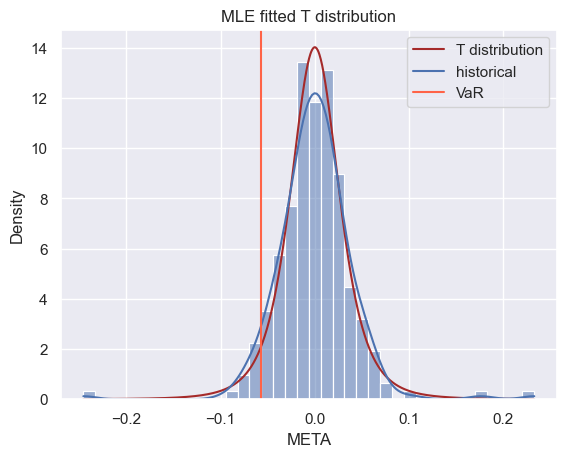 MLE fitted T distribution
T distribution
historical
VaR
Density
14
12
10
8
6
4
2
0
−0.2
−0.1
0.0
0.1
0.2
META